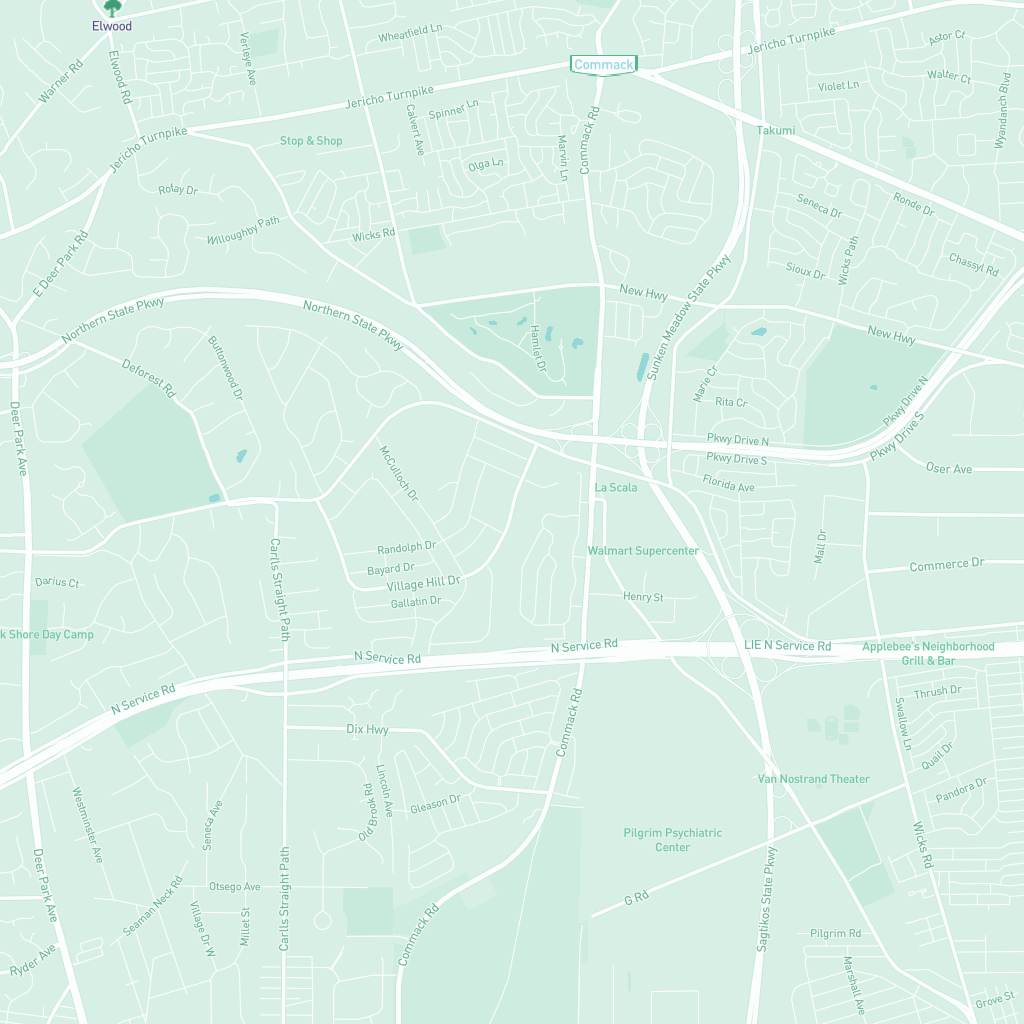 Elwood
Wheatfield Ln
Jericho Turnpike
Astor Ct
Verleye Ave
Commack
Warner Rd
Elwood Rd
Walter Ct
Violet Ln
Wyandanch Blvd
Jericho Turnpike
Spinner Ln
Calvert Ave
Commack Rd
Takumi
Jericho Turnpike
Stop & Shop
Marvin Ln
Olga Ln
Rofay Dr
Seneca Dr
Ronde Dr
Willoughby Path
Wicks Rd
E Deer Park Rd
Wicks Path
Chassyl Rd
Sioux Dr
New Hwy
Sunken Meadow State Pkwy
Northern State Pkwy
Northern State Pkwy
New Hwy
Hamlet Dr
Buttonwood Dr
Deforest Rd
Marie Cr
Rita Cr
Pkwy Drive N
Deer Park Ave
Pkwy Drive N
Pkwy Drive S
Pkwy Drive S
McCulloch Dr
Oser Ave
La Scala
Florida Ave
Carlls Straight Path
Randolph Dr
Walmart Supercenter
Mall Dr
Bayard Dr
Commerce Dr
Village Hill Dr
Darius Ct
Gallatin Dr
Henry St
k Shore Day Camp
N Service Rd
N Service Rd
LIE N Service Rd
Applebee's Neighborhood
Grill & Bar
N Service Rd
Thrush Dr
Swallow Ln
Commack Rd
Dix Hwy
Quail Dr
Van Nostrand Theater
Lincoln Ave
Old Brook Rd
Pandora Dr
Gleason Dr
Westminster Ave
Seneca Ave
Pilgrim Psychiatric
Center
Wicks Rd
Deer Park Ave
Carlls Straight Path
Otsego Ave
Seaman Neck Rd
G Rd
Sagtikos State Pkwy
Village Dr W
Millet St
Commack Rd
Pilgrim Rd
Ryder Ave
Marshall Ave
Grove St